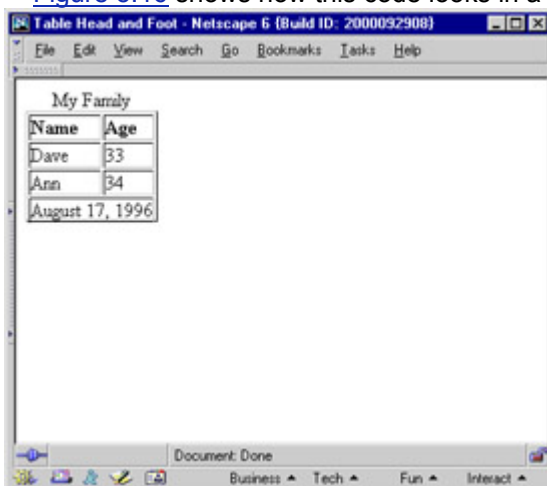 Figure 6.16 shows how this code looks in a
Table Head and Foot - Netscape 6 {Build ID: 2000092908}
File Edit View Search Go Bookmarks Tasks Help
My Family
Name Age
Dave 33
Ann 34
August 17, 1996
Document: Done
Business Tech Fun Interact